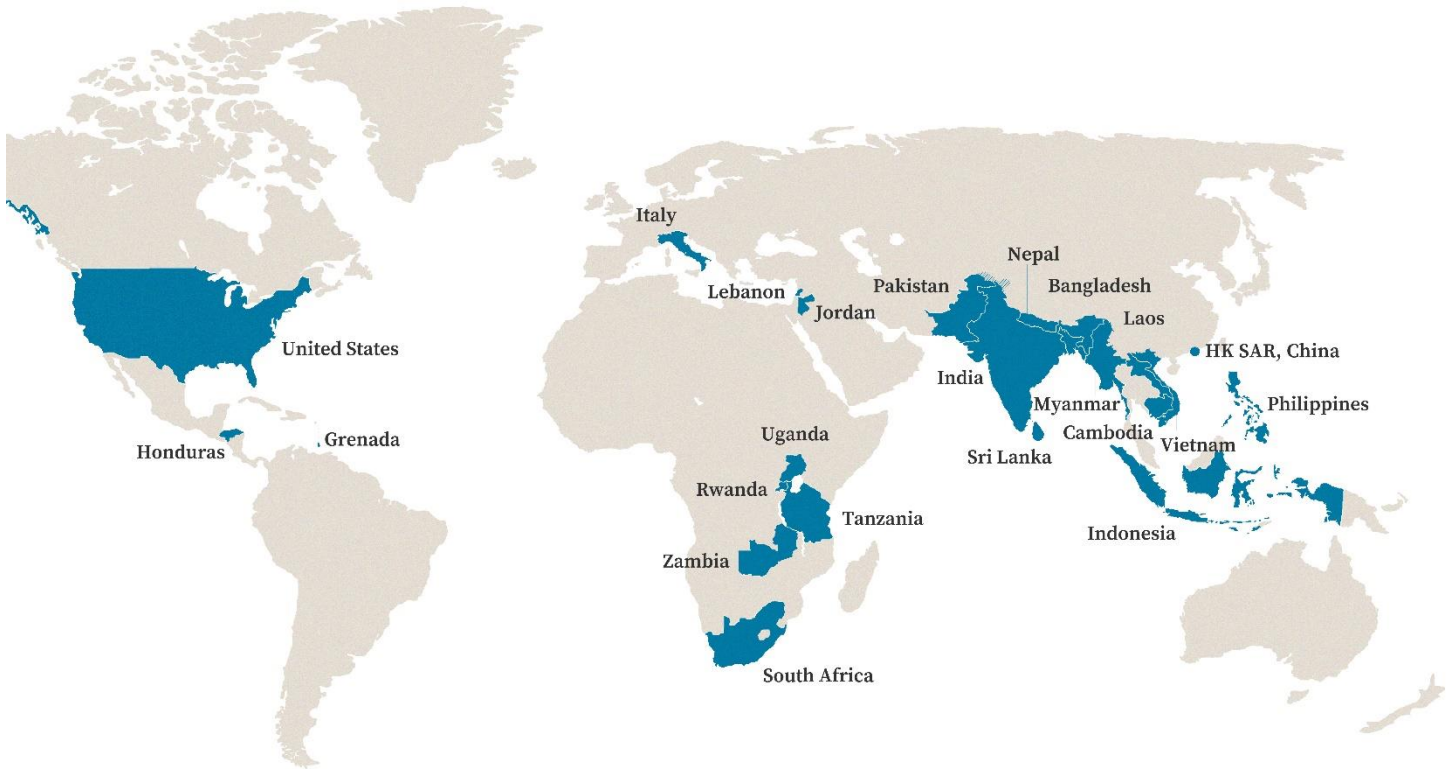 Italy
Nepal
Lebanon
Pakistan
Bangladesh
Jordan
Laos
United States
HK SAR, China
India
Myanmar
Philippines
Honduras
Grenada
Uganda
Cambodia
Vietnam
Sri Lanka
Rwanda
Tanzania
Indonesia
Zambia
South Africa